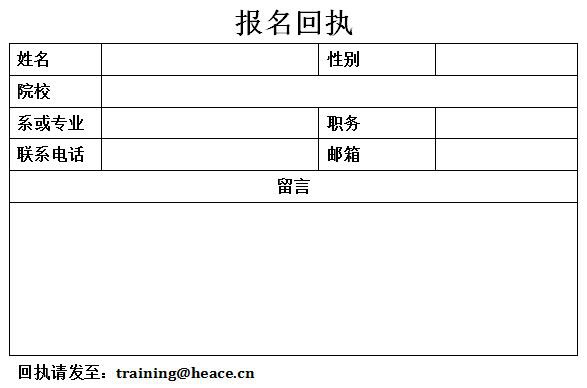 报名回执
姓名 性别
院校
系或专业 职务
联系电话 邮箱
留言
回执请发至：training@heace.cn